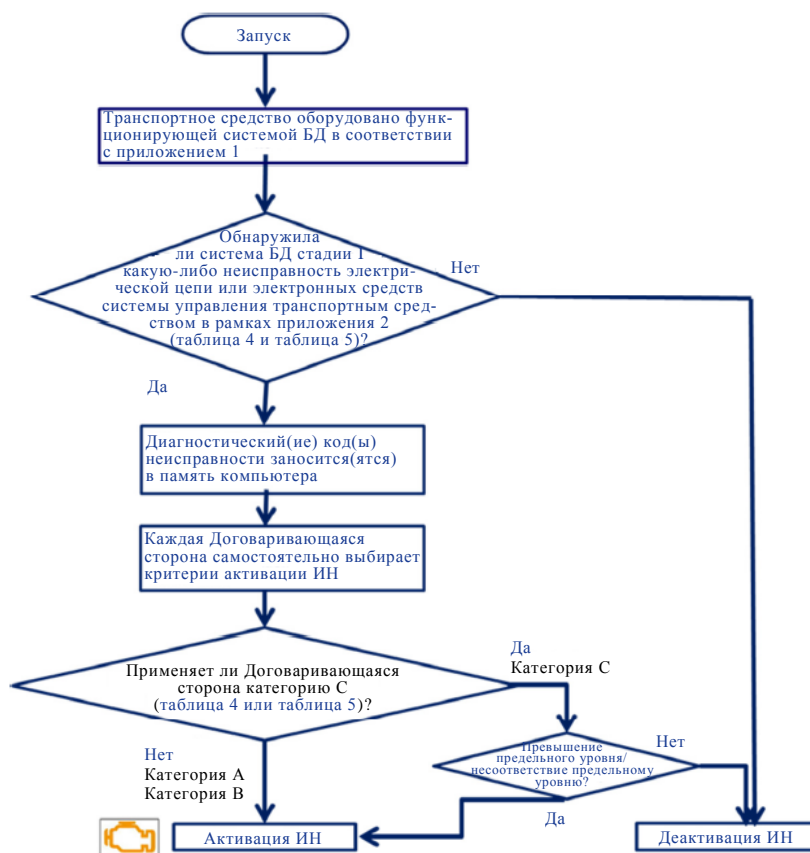 Запуск
Транспортное средство оборудовано функ-
ционирующей системой БД в соответствии
с приложением 1
Обнаружила
ли система БД стадии I
какую-либо неисправность электри-
ческой цепи или электронных средств
системы управления транспортным сред-
ством в рамках приложения 2
(таблица 4 и таблица 5)?
Нет
Да
Диагностический(ие) код(ы)
неисправности заносится(ятся)
в память компьютера
Каждая Договаривающаяся
сторона самостоятельно выбирает
критерии активации ИН
Применяет ли Договаривающаяся
сторона категорию С
(таблица 4 или таблица 5)?
Да
Категория С
Нет
Категория А
Категория В
Превышение
предельного уровня/
несоответствие предельному
уровню?
Нет
Да
Активация ИН
Деактивация ИН